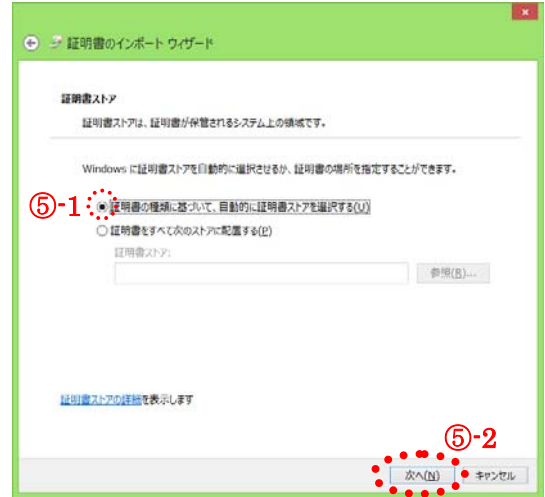 証明書のインポート ウィザード
証明書ストア
証明書ストアは、証明書が保管されるシステム上の領域です。
Windows に証明書ストアを自動的に選択させるか、証明書の場所を指定することができます。
⑤-1 証明書の種類に基づいて、自動的に証明書ストアを選択する(U)
証明書をすべて次のストアに配置する(P)
証明書ストア:
参照(R)...
証明書ストアの詳細を表示します
⑤-2
次へ(N) キャンセル